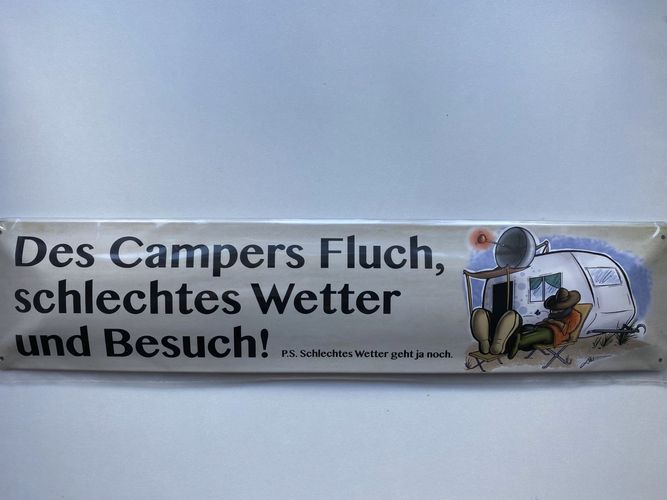 Des Campers Fluch,
schlechtes Wetter
und Besuch! P.S. Schlechtes Wetter geht ja noch.